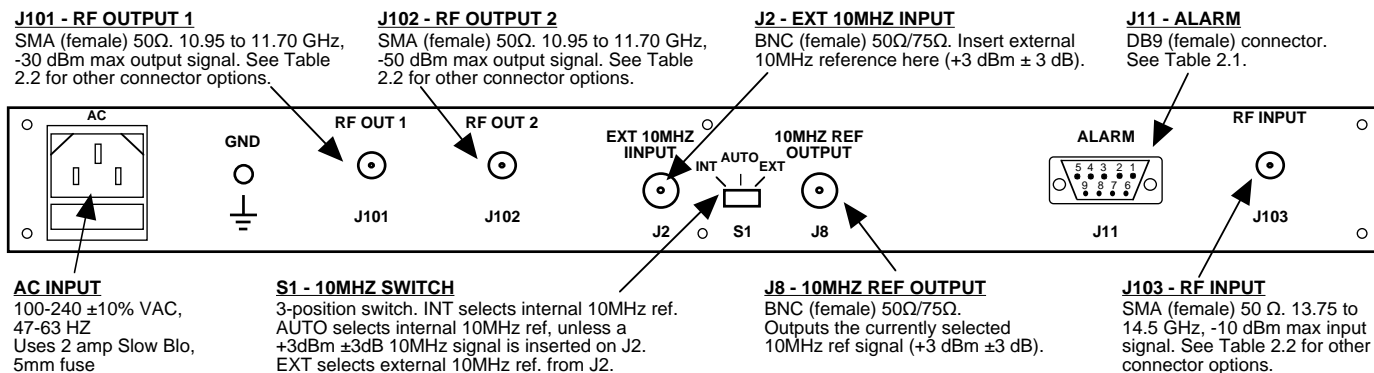 J101 - RF OUTPUT 1
SMA (female) 50Ω. 10.95 to 11.70 GHz,
-30 dBm max output signal. See Table
2.2 for other connector options.
J102 - RF OUTPUT 2
SMA (female) 50Ω. 10.95 to 11.70 GHz,
-50 dBm max output signal. See Table
2.2 for other connector options.
J2 - EXT 10MHZ INPUT
BNC (female) 50Ω/75Ω. Insert external
10MHz reference here (+3 dBm ± 3 dB).
J11 - ALARM
DB9 (female) connector.
See Table 2.1.
AC
GND
RF OUT 1
J101
RF OUT 2
J102
EXT 10MHZ
IINPUT
J2
INT
AUTO
EXT
S1
10MHZ REF
OUTPUT
J8
ALARM
5 4 3 2 1
9 8 7 6
J11
RF INPUT
J103
AC INPUT
100-240 ±10% VAC,
47-63 HZ
Uses 2 amp Slow Blo,
5mm fuse
S1 - 10MHZ SWITCH
3-position switch. INT selects internal 10MHz ref.
AUTO selects internal 10MHz ref, unless a
+3dBm ±3dB 10MHz signal is inserted on J2.
EXT selects external 10MHz ref. from J2.
J8 - 10MHZ REF OUTPUT
BNC (female) 50Ω/75Ω.
Outputs the currently selected
10MHz ref signal (+3 dBm ±3 dB).
J103 - RF INPUT
SMA (female) 50 Ω. 13.75 to
14.5 GHz, -10 dBm max input
signal. See Table 2.2 for other
connector options.